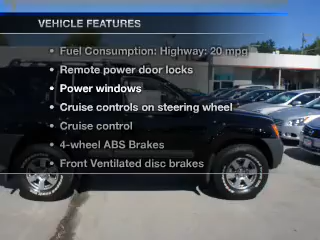 VEHICLE FEATURES
• Fuel Consumption: Highway: 20 mpg
• Remote power door locks
• Power windows
• Cruise controls on steering wheel
• Cruise control
• 4-wheel ABS Brakes
• Front Ventilated disc brakes